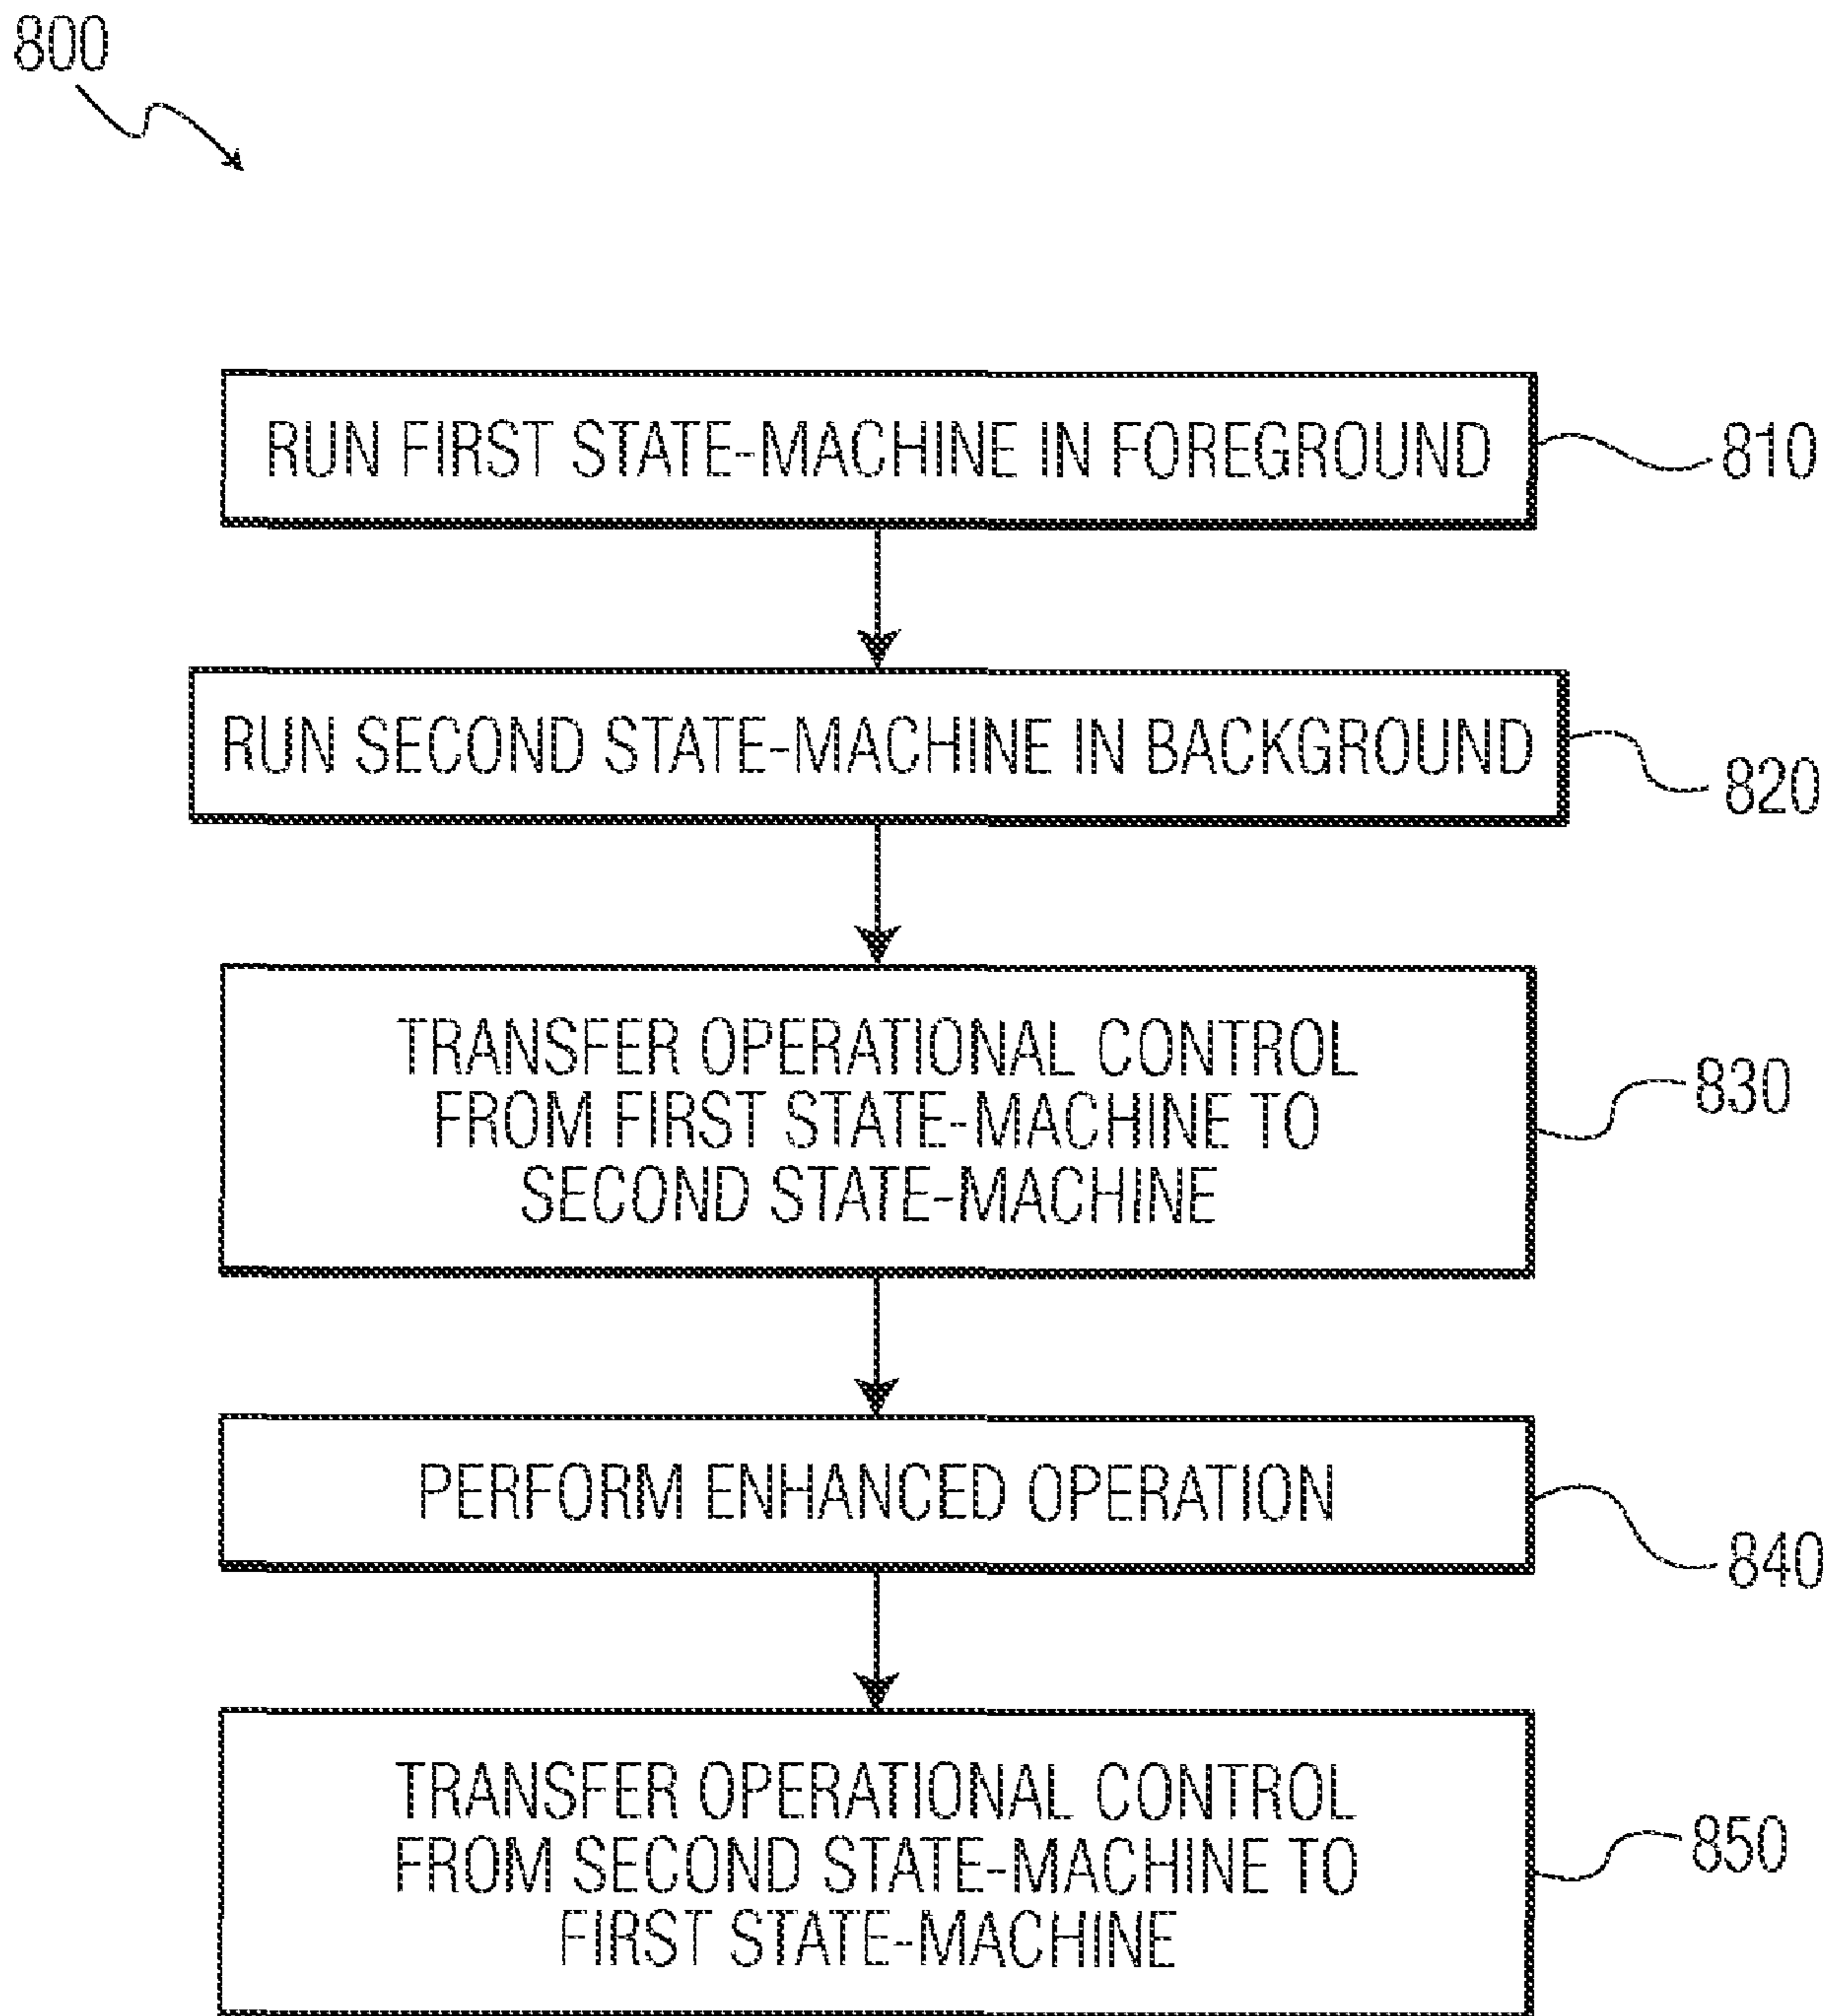 800
RUN FIRST STATE-MACHINE IN FOREGROUND
810
RUN SECOND STATE-MACHINE IN BACKGROUND
820
TRANSFER OPERATIONAL CONTROL
FROM FIRST STATE-MACHINE TO
SECOND STATE-MACHINE
830
PERFORM ENHANCED OPERATION
840
TRANSFER OPERATIONAL CONTROL
FROM SECOND STATE-MACHINE TO
FIRST STATE-MACHINE
850